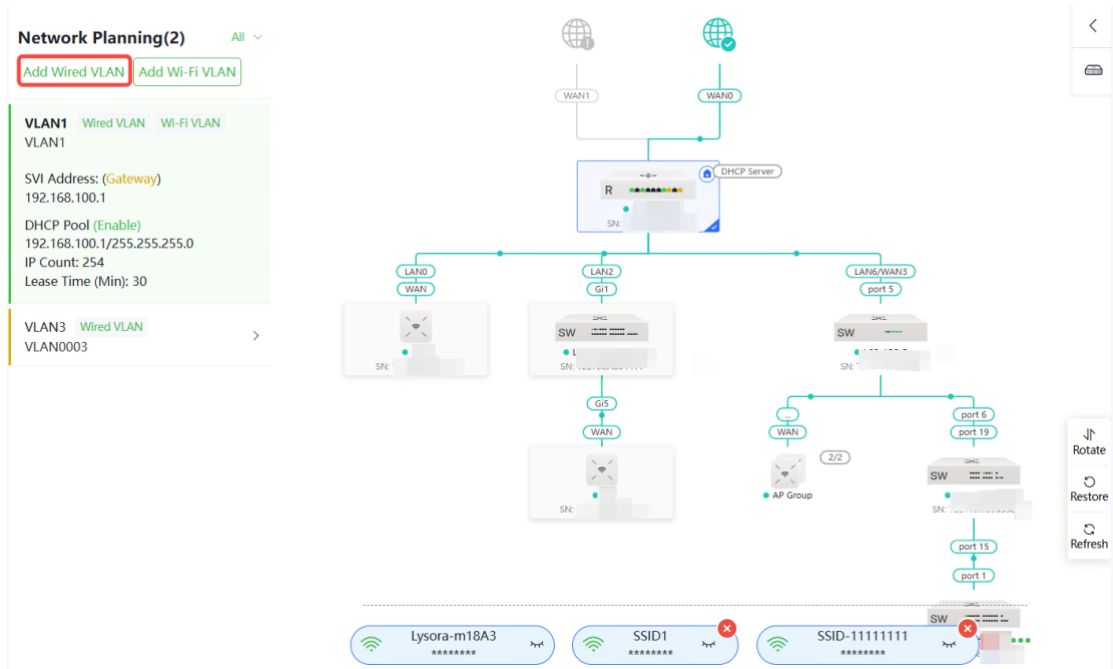 Network Planning(2) All
Add Wired VLAN Add Wi-Fi VLAN
VLAN1 Wired VLAN Wi-Fi VLAN
VLAN1
SVI Address: (Gateway)
192.168.100.1
DHCP Pool (Enable)
192.168.100.1/255.255.255.0
IP Count: 254
Lease Time (Min): 30
VLAN3 Wired VLAN
VLAN0003
WAN1 WAN0
DHCP Server
R
SN:
LAN0 LAN2 LAN6/WAN3
WAN Gi1 port 5
SW SW
SN: SN: SN:
Gi5
WAN
SN:
... port 6
WAN port 19
2/2
AP Group
SW
SN:
port 15
port 1
SW
Lysora-m18A3 SSID1 SSID-11111111
******** ******** ********
Rotate
Restore
Refresh